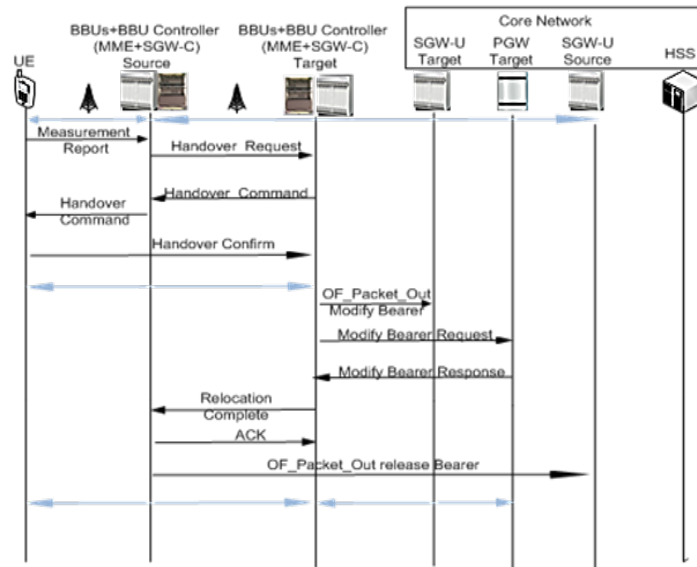 Core Network
BBUs+BBU Controller
(MME+SGW-C)
Source
BBUs+BBU Controller
(MME+SGW-C)
Target
SGW-U
Target
PGW
Target
SGW-U
Source
HSS
UE
Measurement
Report
Handover Request
Handover Command
Handover
Command
Handover Confirm
OF_Packet_Out
Modify Bearer
Modify Bearer Request
Modify Bearer Response
Relocation
Complete
ACK
OF_Packet_Out release Bearer